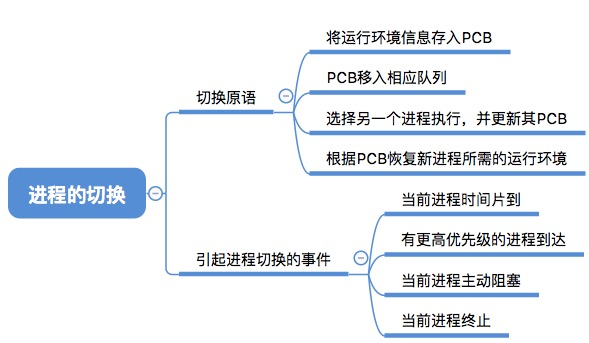 进程的切换
切换原语
将运行环境信息存入PCB
PCB移入相应队列
选择另一个进程执行，并更新其PCB
根据PCB恢复新进程所需的运行环境
引起进程切换的事件
当前进程时间片到
有更高优先级的进程到达
当前进程主动阻塞
当前进程终止